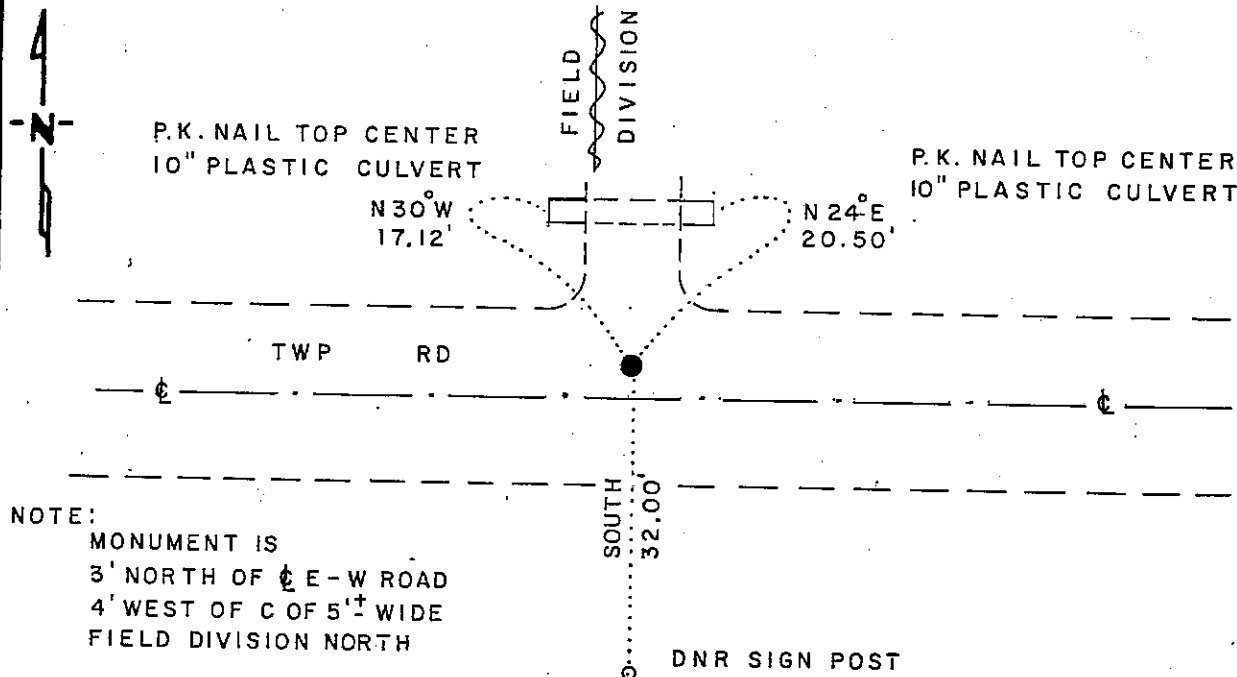 FIELD
DIVISION
-N-
P.K. NAIL TOP CENTER
10" PLASTIC CULVERT
P.K. NAIL TOP CENTER
10" PLASTIC CULVERT
N 30° W
17.12'
N 24° E
20.50'
TWP RD
℄
℄
SOUTH
32.00'
NOTE:
MONUMENT IS
3' NORTH OF ℄ E-W ROAD
4' WEST OF C OF 5'± WIDE
FIELD DIVISION NORTH
DNR SIGN POST